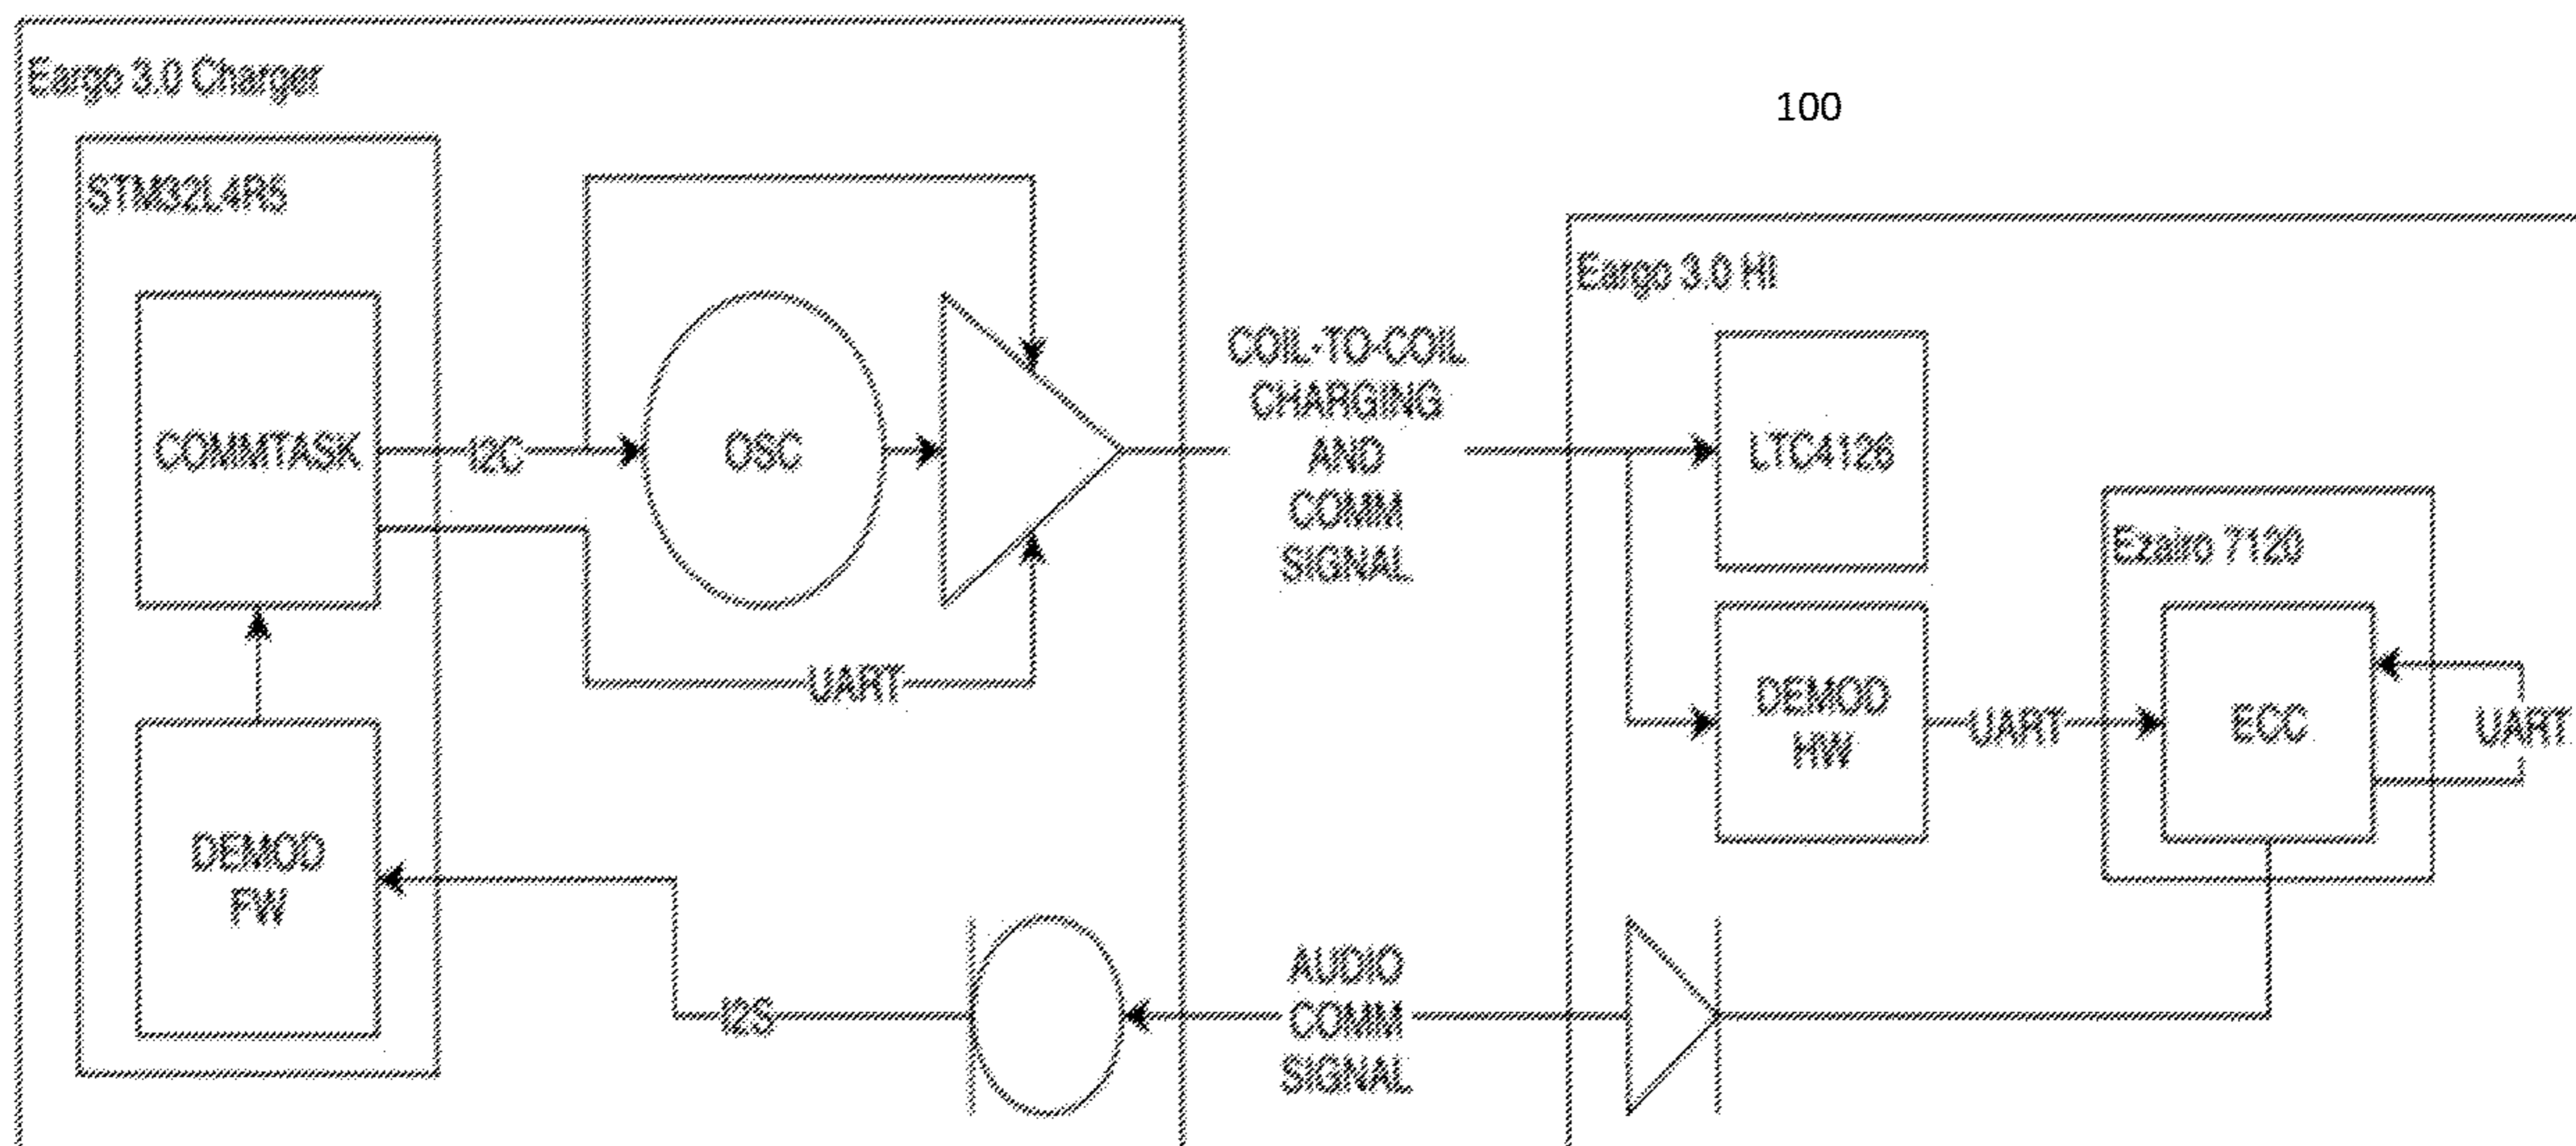 Eargo 3.0 Charger
100
STM32L4R5
Eargo 3.0 HI
COMMTASK
I2C
OSC
COIL-TO-COIL
CHARGING
AND
COMM
SIGNAL
LTC4126
Ezairo 7120
UART
DEMOD
HW
UART
ECC
UART
DEMOD
FW
I2S
AUDIO
COMM
SIGNAL